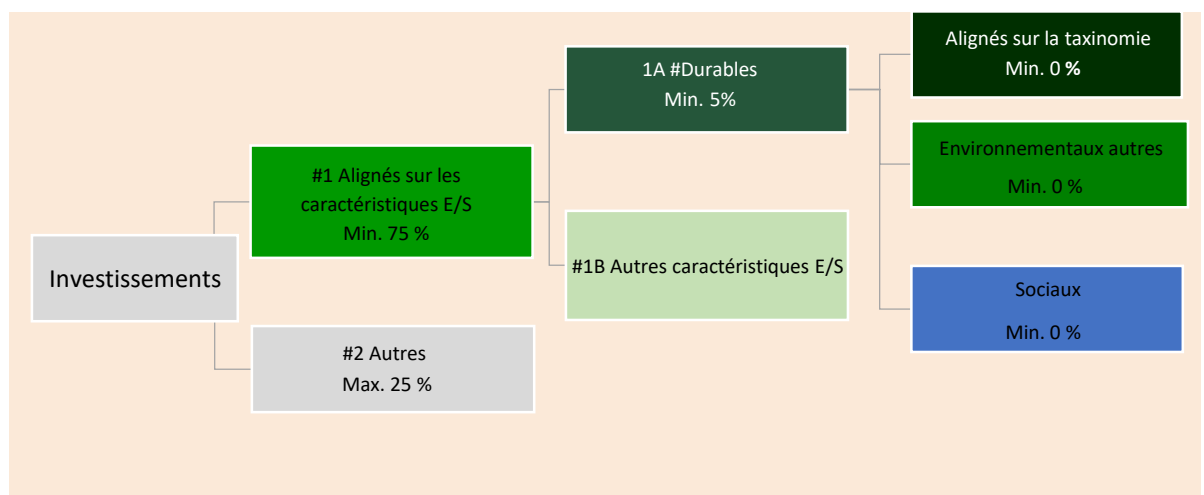 Investissements
#1 Alignés sur les
caractéristiques E/S
Min. 75 %
#2 Autres
Max. 25 %
1A #Durables
Min. 5%
#1B Autres caractéristiques E/S
Alignés sur la taxinomie
Min. 0 %
Environnementaux autres
Min. 0 %
Sociaux
Min. 0 %